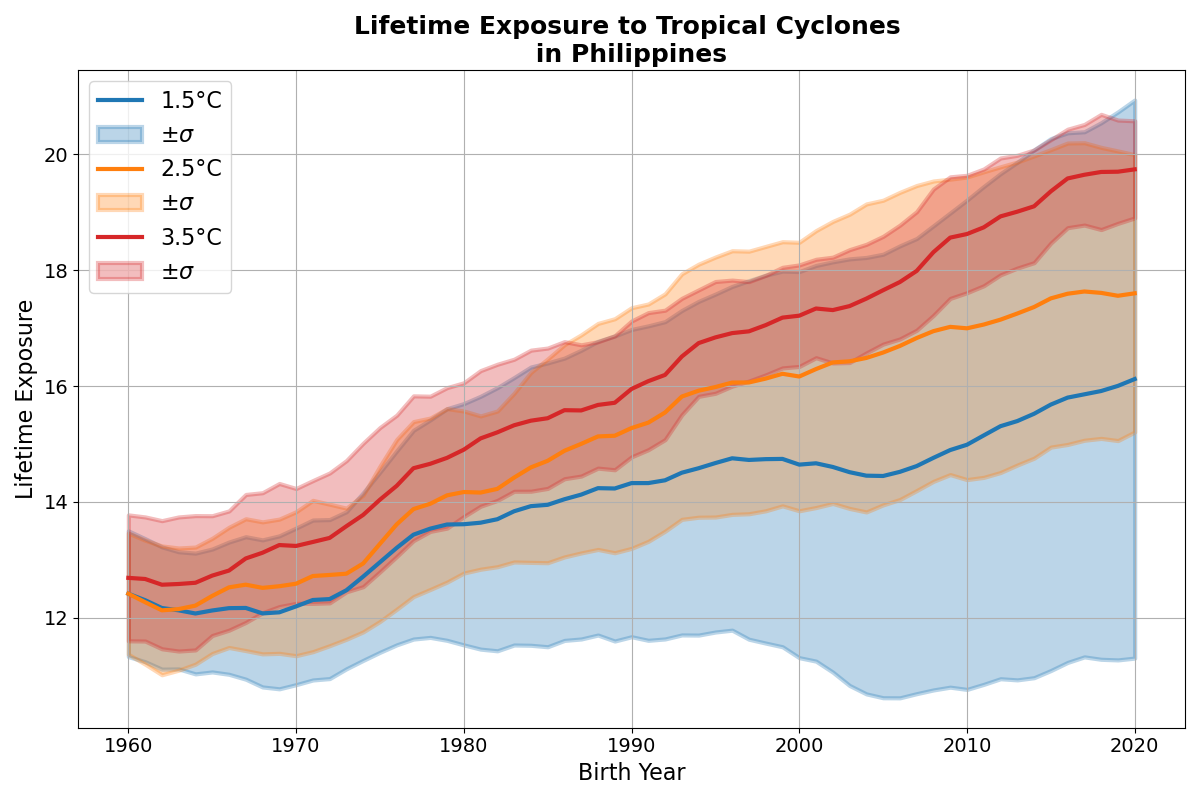 Lifetime Exposure to Tropical Cyclones
in Philippines
1.5°C
±σ
2.5°C
±σ
3.5°C
±σ
Lifetime Exposure
20
18
16
14
12
1960
1970
1980
1990
2000
2010
2020
Birth Year